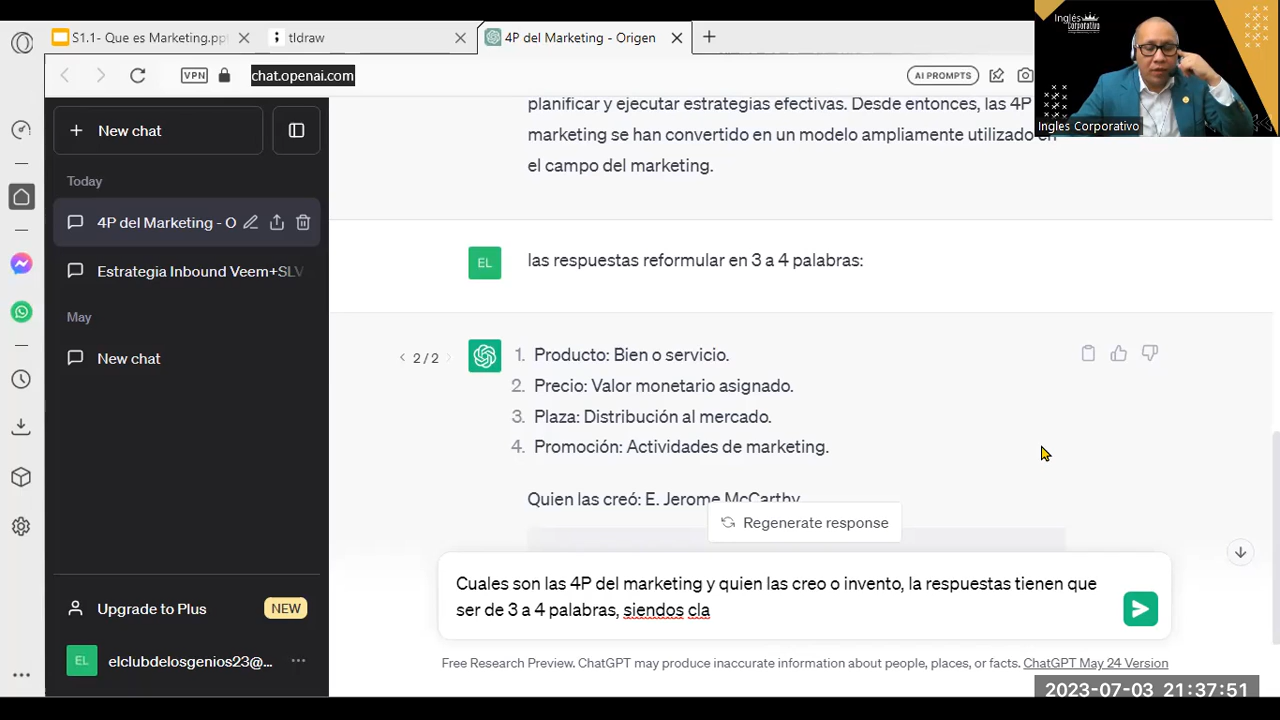 S1.1- Que es Marketing.ppt
tldraw
4P del Marketing - Origen
Inglés
Corporativo
VPN
chat.openai.com
AI PROMPTS
Ingles Corporativo
New chat
Today
4P del Marketing - O
Estrategia Inbound Veem+SLV
May
New chat
Upgrade to Plus
NEW
EL
elclubdelosgenios23@...
planificar y ejecutar estrategias efectivas. Desde entonces, las 4P
marketing se han convertido en un modelo ampliamente utilizado en
el campo del marketing.
EL
las respuestas reformular en 3 a 4 palabras:
2 / 2
1. Producto: Bien o servicio.
2. Precio: Valor monetario asignado.
3. Plaza: Distribución al mercado.
4. Promoción: Actividades de marketing.
Quien las creó: E. Jerome McCarthy
Regenerate response
Cuales son las 4P del marketing y quien las creo o invento, la respuestas tienen que
ser de 3 a 4 palabras, siendos cla
Free Research Preview. ChatGPT may produce inaccurate information about people, places, or facts. ChatGPT May 24 Version
2023-07-03 21:37:51